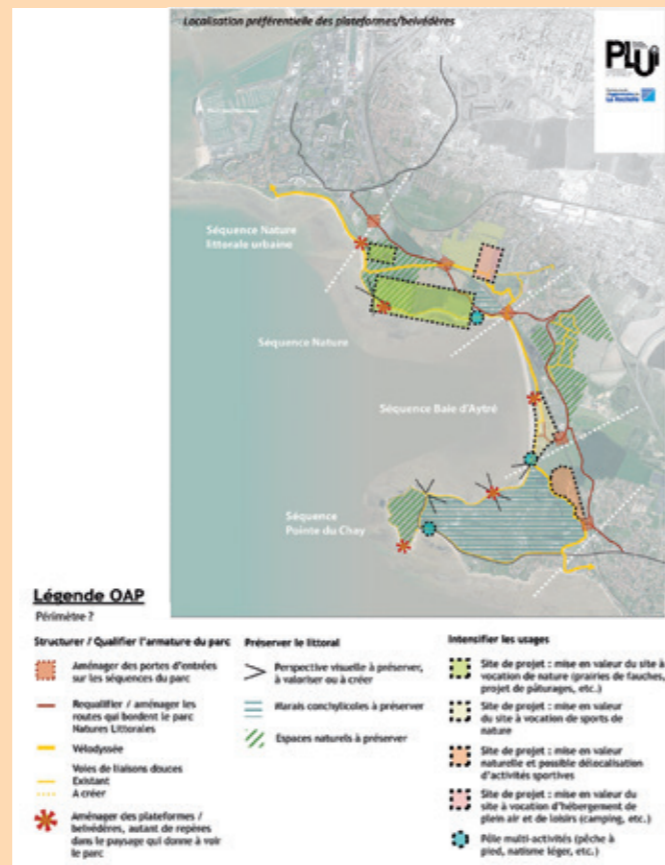 Localisation préférentielle des plateformes/belvédères
PLUi
La Rochelle
Séquence Nature
littorale urbaine
Séquence Nature
Séquence Baie d'Aytré
Séquence
Pointe du Chay
Légende OAP
Périmètre ?
Structurer / Qualifier l'armature du parc
Aménager des portes d'entrées
sur les séquences du parc
Requalifier / aménager les
routes qui bordent le parc
Natures Littorales
Vélodyssée
Voies de liaisons douces
Existant
A créer
Aménager des plateformes /
belvédères, autant de repères
dans le paysage qui donne à voir
le parc
Préserver le littoral
Perspective visuelle à préserver,
à valoriser ou à créer
Marais conchylicoles à préserver
Espaces naturels à préserver
Intensifier les usages
Site de projet : mise en valeur du site à
vocation de nature (prairies de fauches,
projet de pâturages, etc.)
Site de projet : mise en valeur
du site à vocation de sports de
nature
Site de projet : mise en valeur
naturelle et possible délocalisation
d'activités sportives
Site de projet : mise en valeur du
site à vocation d'hébergement de
plein air et de loisirs (camping, etc.)
Pôle multi-activités (pêche à
pied, natisme léger, etc.)